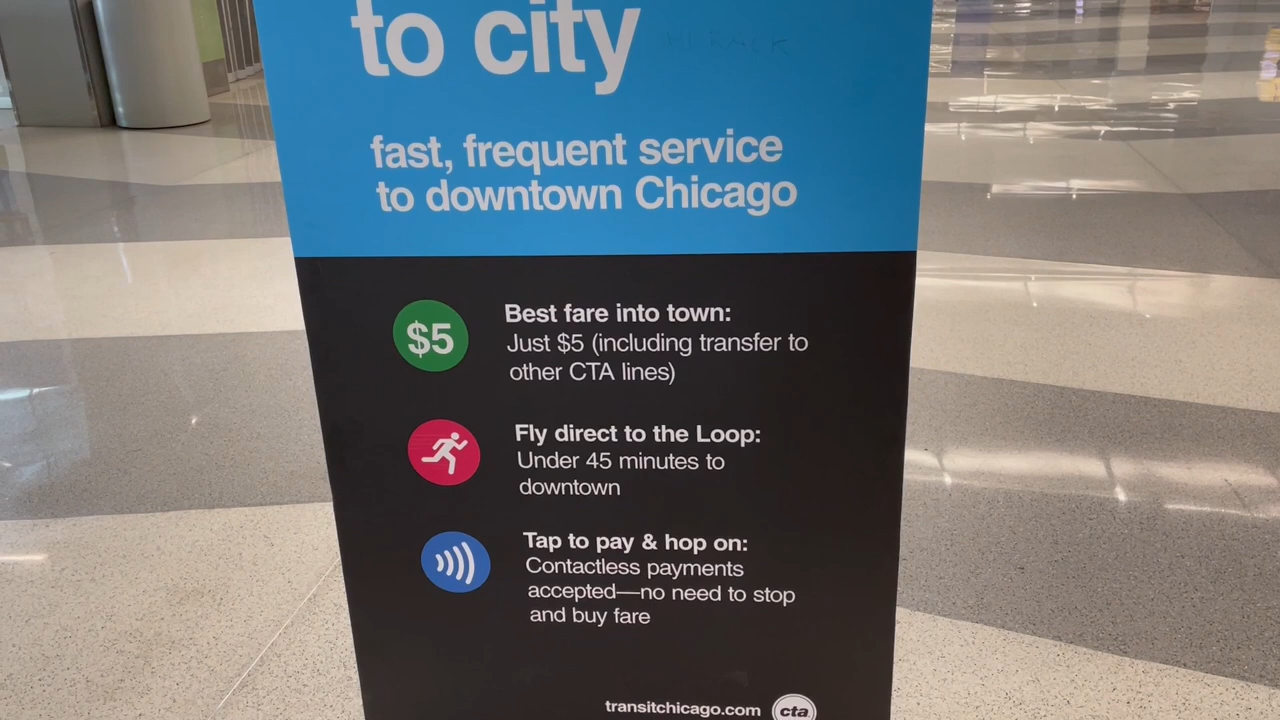 to city
fast, frequent service
to downtown Chicago
$5
Best fare into town:
Just $5 (including transfer to
other CTA lines)
Fly direct to the Loop:
Under 45 minutes to
downtown
Tap to pay & hop on:
Contactless payments
accepted—no need to stop
and buy fare
transitchicago.com
cta